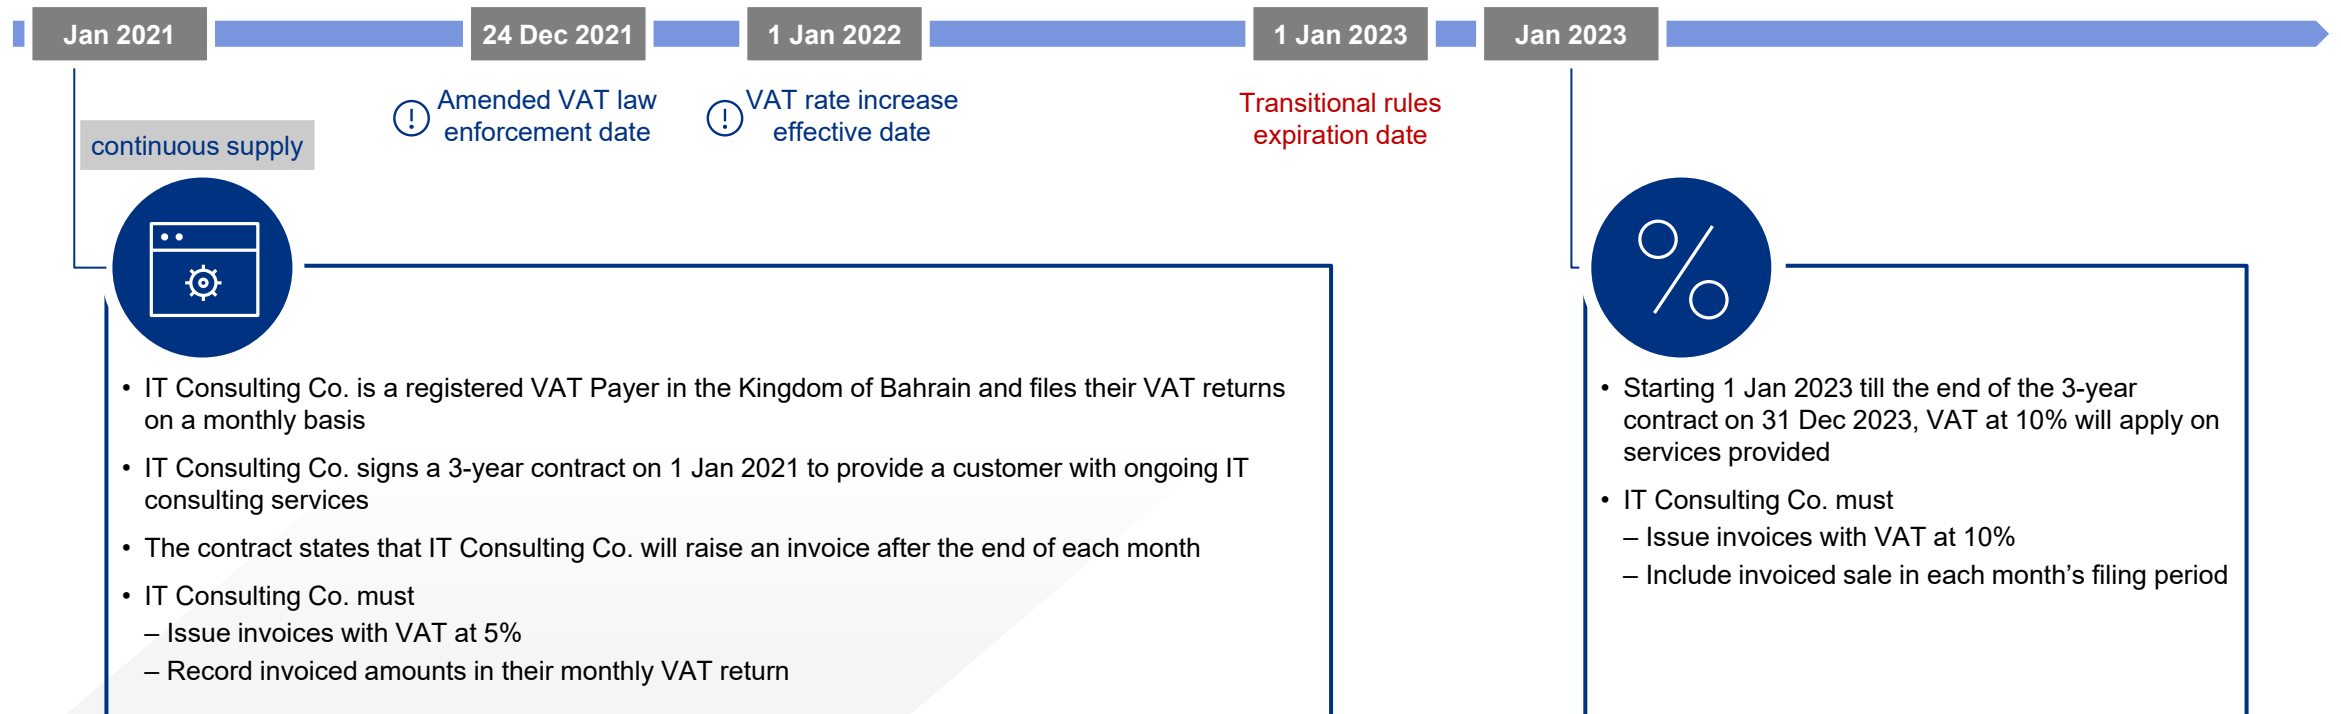 Jan 2021
24 Dec 2021
1 Jan 2022
1 Jan 2023
Jan 2023
Amended VAT law
enforcement date
VAT rate increase
effective date
Transitional rules
expiration date
continuous supply
• IT Consulting Co. is a registered VAT Payer in the Kingdom of Bahrain and files their VAT returns
on a monthly basis
• IT Consulting Co. signs a 3-year contract on 1 Jan 2021 to provide a customer with ongoing IT
consulting services
• The contract states that IT Consulting Co. will raise an invoice after the end of each month
• IT Consulting Co. must
– Issue invoices with VAT at 5%
– Record invoiced amounts in their monthly VAT return
• Starting 1 Jan 2023 till the end of the 3-year
contract on 31 Dec 2023, VAT at 10% will apply on
services provided
• IT Consulting Co. must
– Issue invoices with VAT at 10%
– Include invoiced sale in each month’s filing period